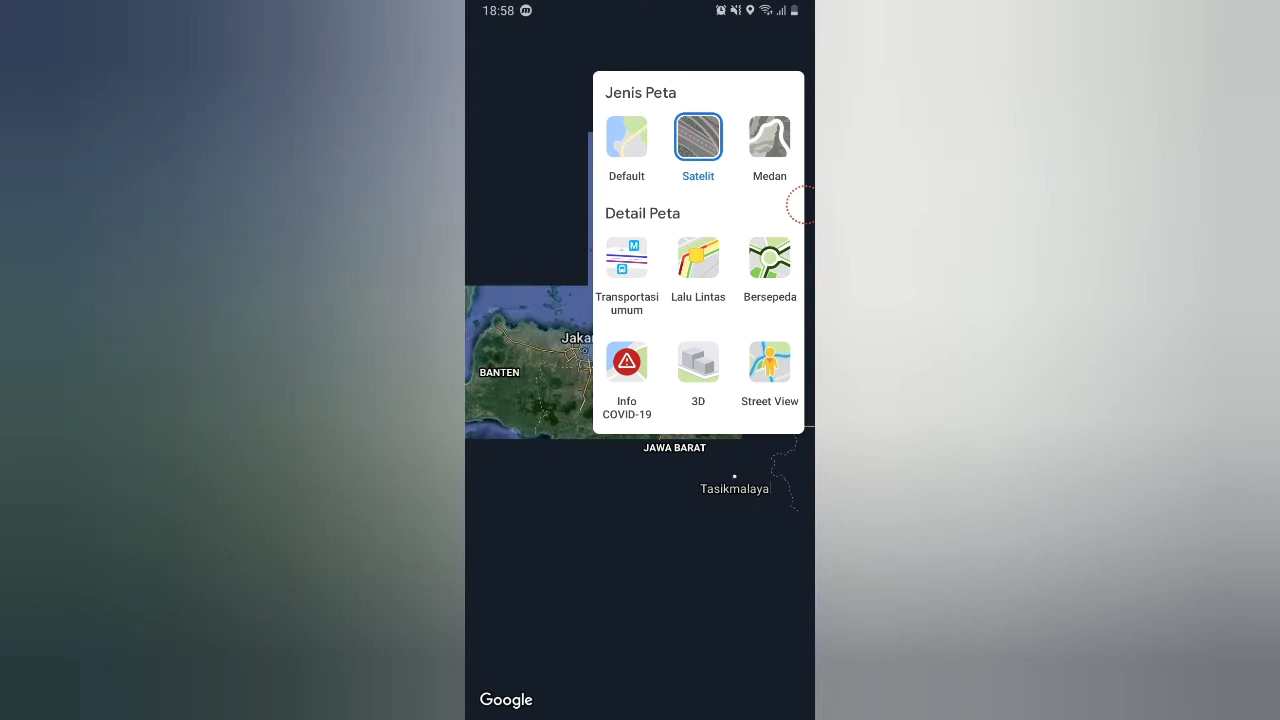 18:58
Jenis Peta
Default Satelit Medan
Detail Peta
Transportasi umum Lalu Lintas Bersepeda
Info COVID-19 3D Street View
Jaka
BANTEN
JAWA BARAT
Tasikmalaya
Google